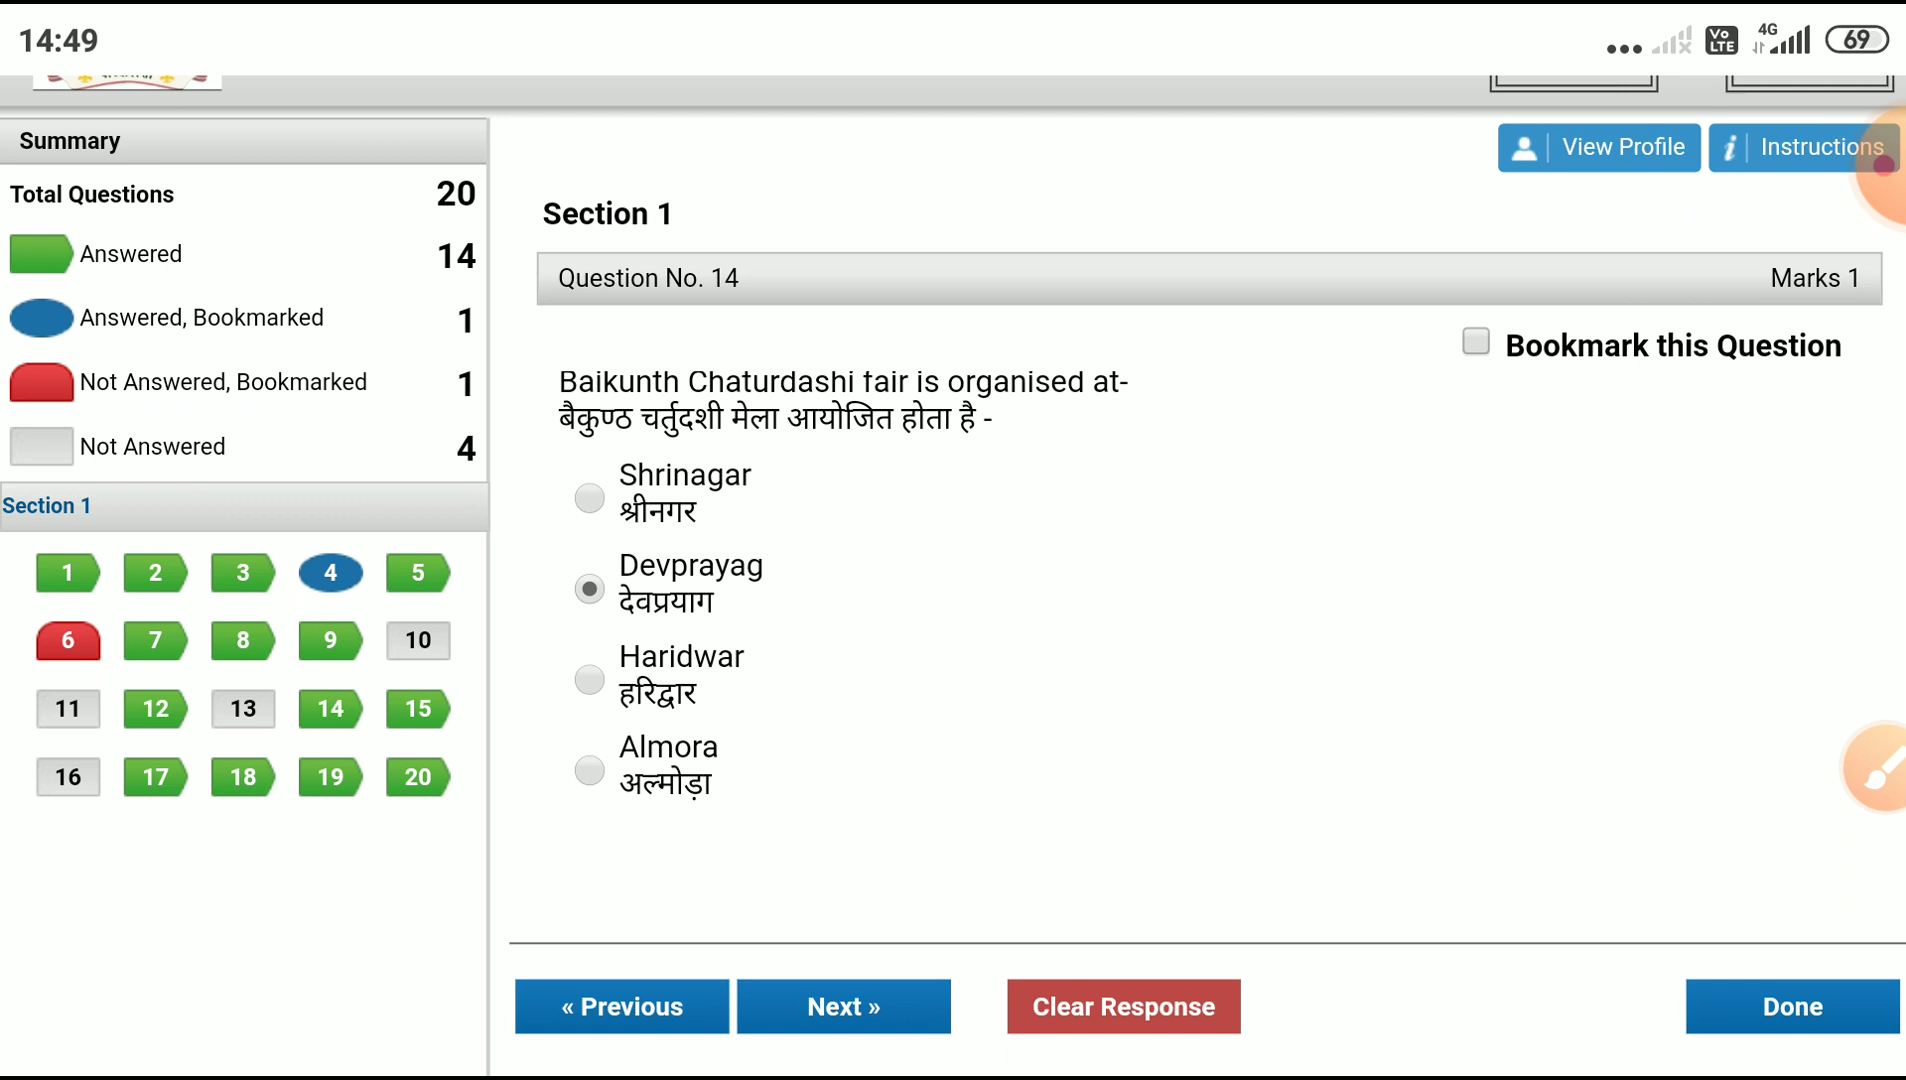 14:49
Vo LTE 4G 69
View Profile
i Instructions
Summary
Total Questions 20
Answered 14
Answered, Bookmarked 1
Not Answered, Bookmarked 1
Not Answered 4
Section 1
1 2 3 4 5
6 7 8 9 10
11 12 13 14 15
16 17 18 19 20
Section 1
Question No. 14 Marks 1
Bookmark this Question
Baikunth Chaturdashi fair is organised at-
बैकुण्ठ चर्तुदशी मेला आयोजित होता है -
Shrinagar
श्रीनगर
Devprayag
देवप्रयाग
Haridwar
हरिद्वार
Almora
अल्मोड़ा
« Previous
Next »
Clear Response
Done